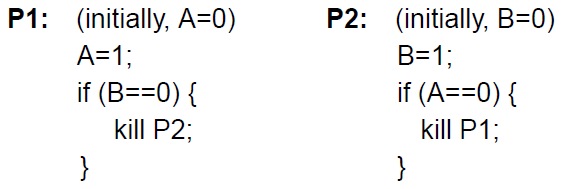 P1: (initially, A=0)
A=1;
if (B==0) {
kill P2;
}
P2: (initially, B=0)
B=1;
if (A==0) {
kill P1;
}